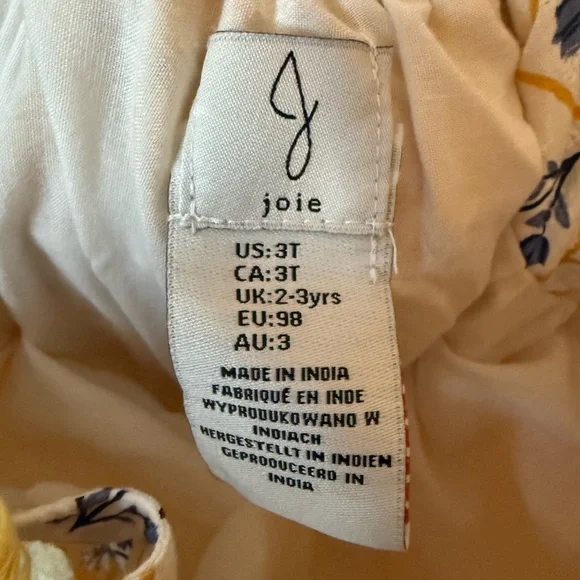 J
joie
US:3T
CA:3T
UK:2-3yrs
EU:98
AU:3
MADE IN INDIA
FABRIQUÉ EN INDE
WYPRODUKOWANO W
INDIACH
HERGESTELLT IN INDIEN
GEPRODUCEERD IN
INDIA